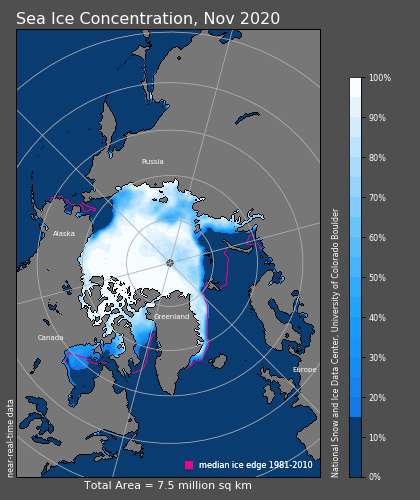 Sea Ice Concentration, Nov 2020
Russia
Alaska
Greenland
Canada
Europe
median ice edge 1981-2010
near-real-time data
Total Area = 7.5 million sq km
National Snow and Ice Data Center, University of Colorado Boulder
100%
90%
80%
70%
60%
50%
40%
30%
20%
10%
0%